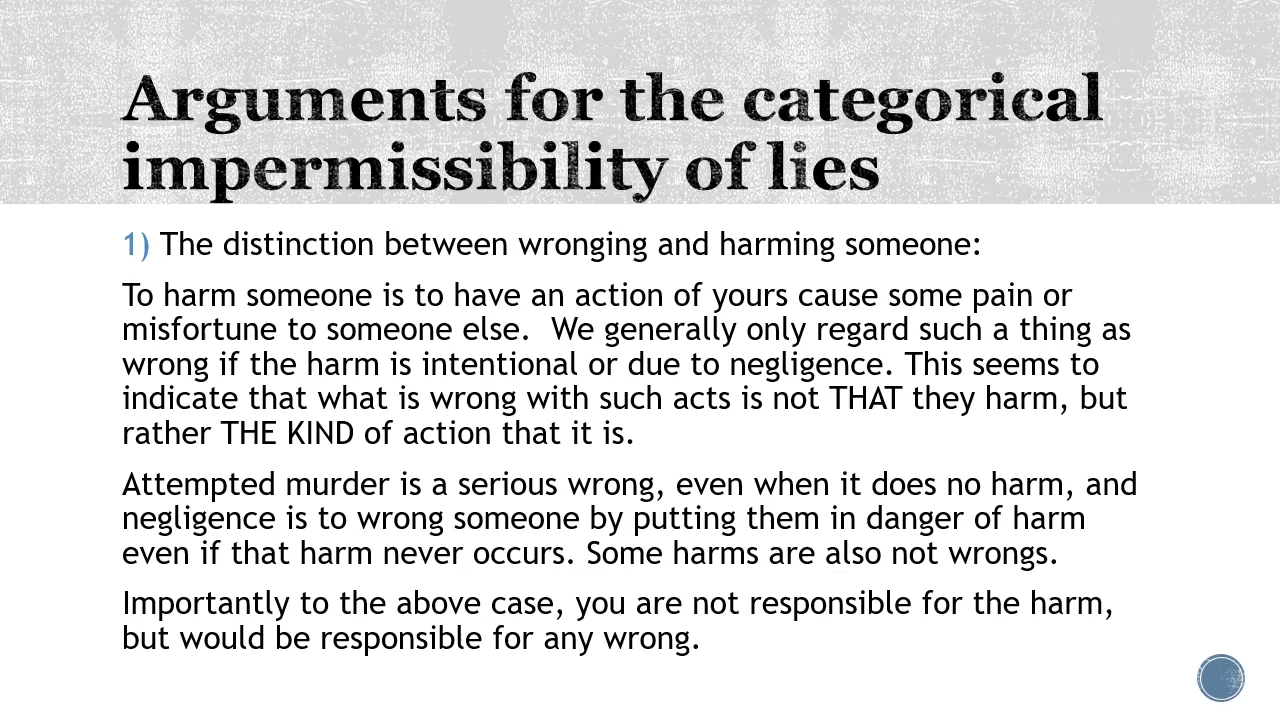 Arguments for the categorical
impermissibility of lies
1) The distinction between wronging and harming someone:
To harm someone is to have an action of yours cause some pain or
misfortune to someone else.  We generally only regard such a thing as
wrong if the harm is intentional or due to negligence. This seems to
indicate that what is wrong with such acts is not THAT they harm, but
rather THE KIND of action that it is.
Attempted murder is a serious wrong, even when it does no harm, and
negligence is to wrong someone by putting them in danger of harm
even if that harm never occurs. Some harms are also not wrongs.
Importantly to the above case, you are not responsible for the harm,
but would be responsible for any wrong.